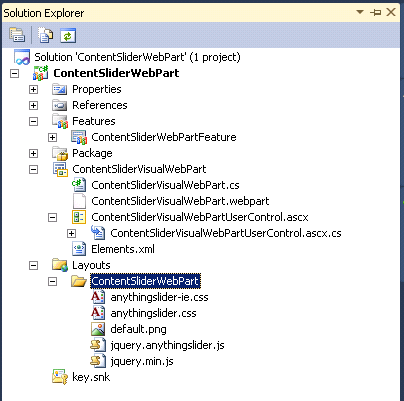 Solution Explorer
Solution 'ContentSliderWebPart' (1 project)
ContentSliderWebPart
Properties
References
Features
ContentSliderWebPartFeature
Package
ContentSliderVisualWebPart
ContentSliderVisualWebPart.cs
ContentSliderVisualWebPart.webpart
ContentSliderVisualWebPartUserControl.ascx
ContentSliderVisualWebPartUserControl.ascx.cs
Elements.xml
Layouts
ContentSliderWebPart
anythingslider-ie.css
anythingslider.css
default.png
jquery.anythingslider.js
jquery.min.js
key.snk